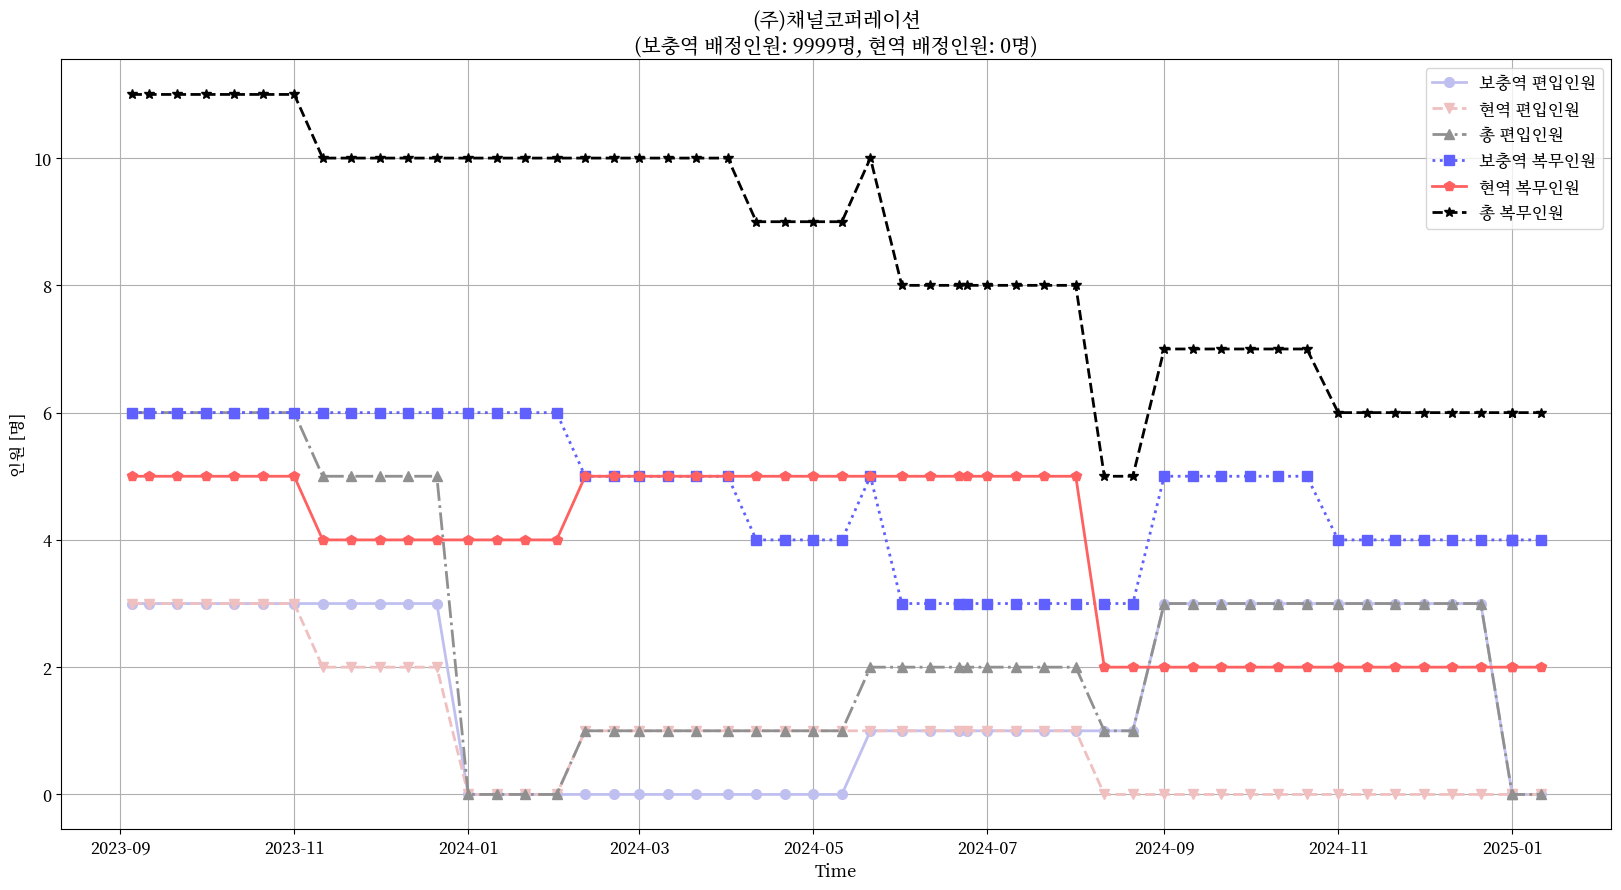 (주)채널코퍼레이션
(보충역 배정인원: 9999명, 현역 배정인원: 0명)
보충역 편입인원
현역 편입인원
총 편입인원
보충역 복무인원
현역 복무인원
총 복무인원
인원 [명]
10
8
6
4
2
0
2023-09
2023-11
2024-01
2024-03
2024-05
2024-07
2024-09
2024-11
2025-01
Time